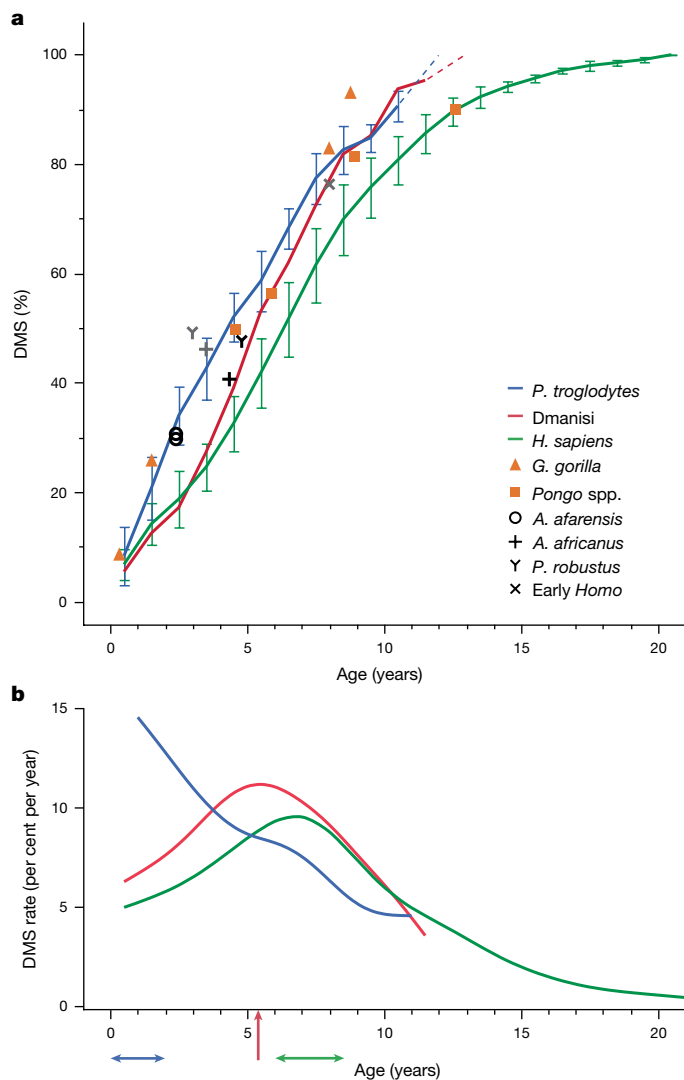 a
100
80
60
40
20
0
DMS (%)
P. troglodytes
Dmanisi
H. sapiens
G. gorilla
Pongo spp.
A. afarensis
A. africanus
P. robustus
Early Homo
0 5 10 15 20
Age (years)
b
15
10
5
0
DMS rate (per cent per year)
0 5 10 15 20
Age (years)